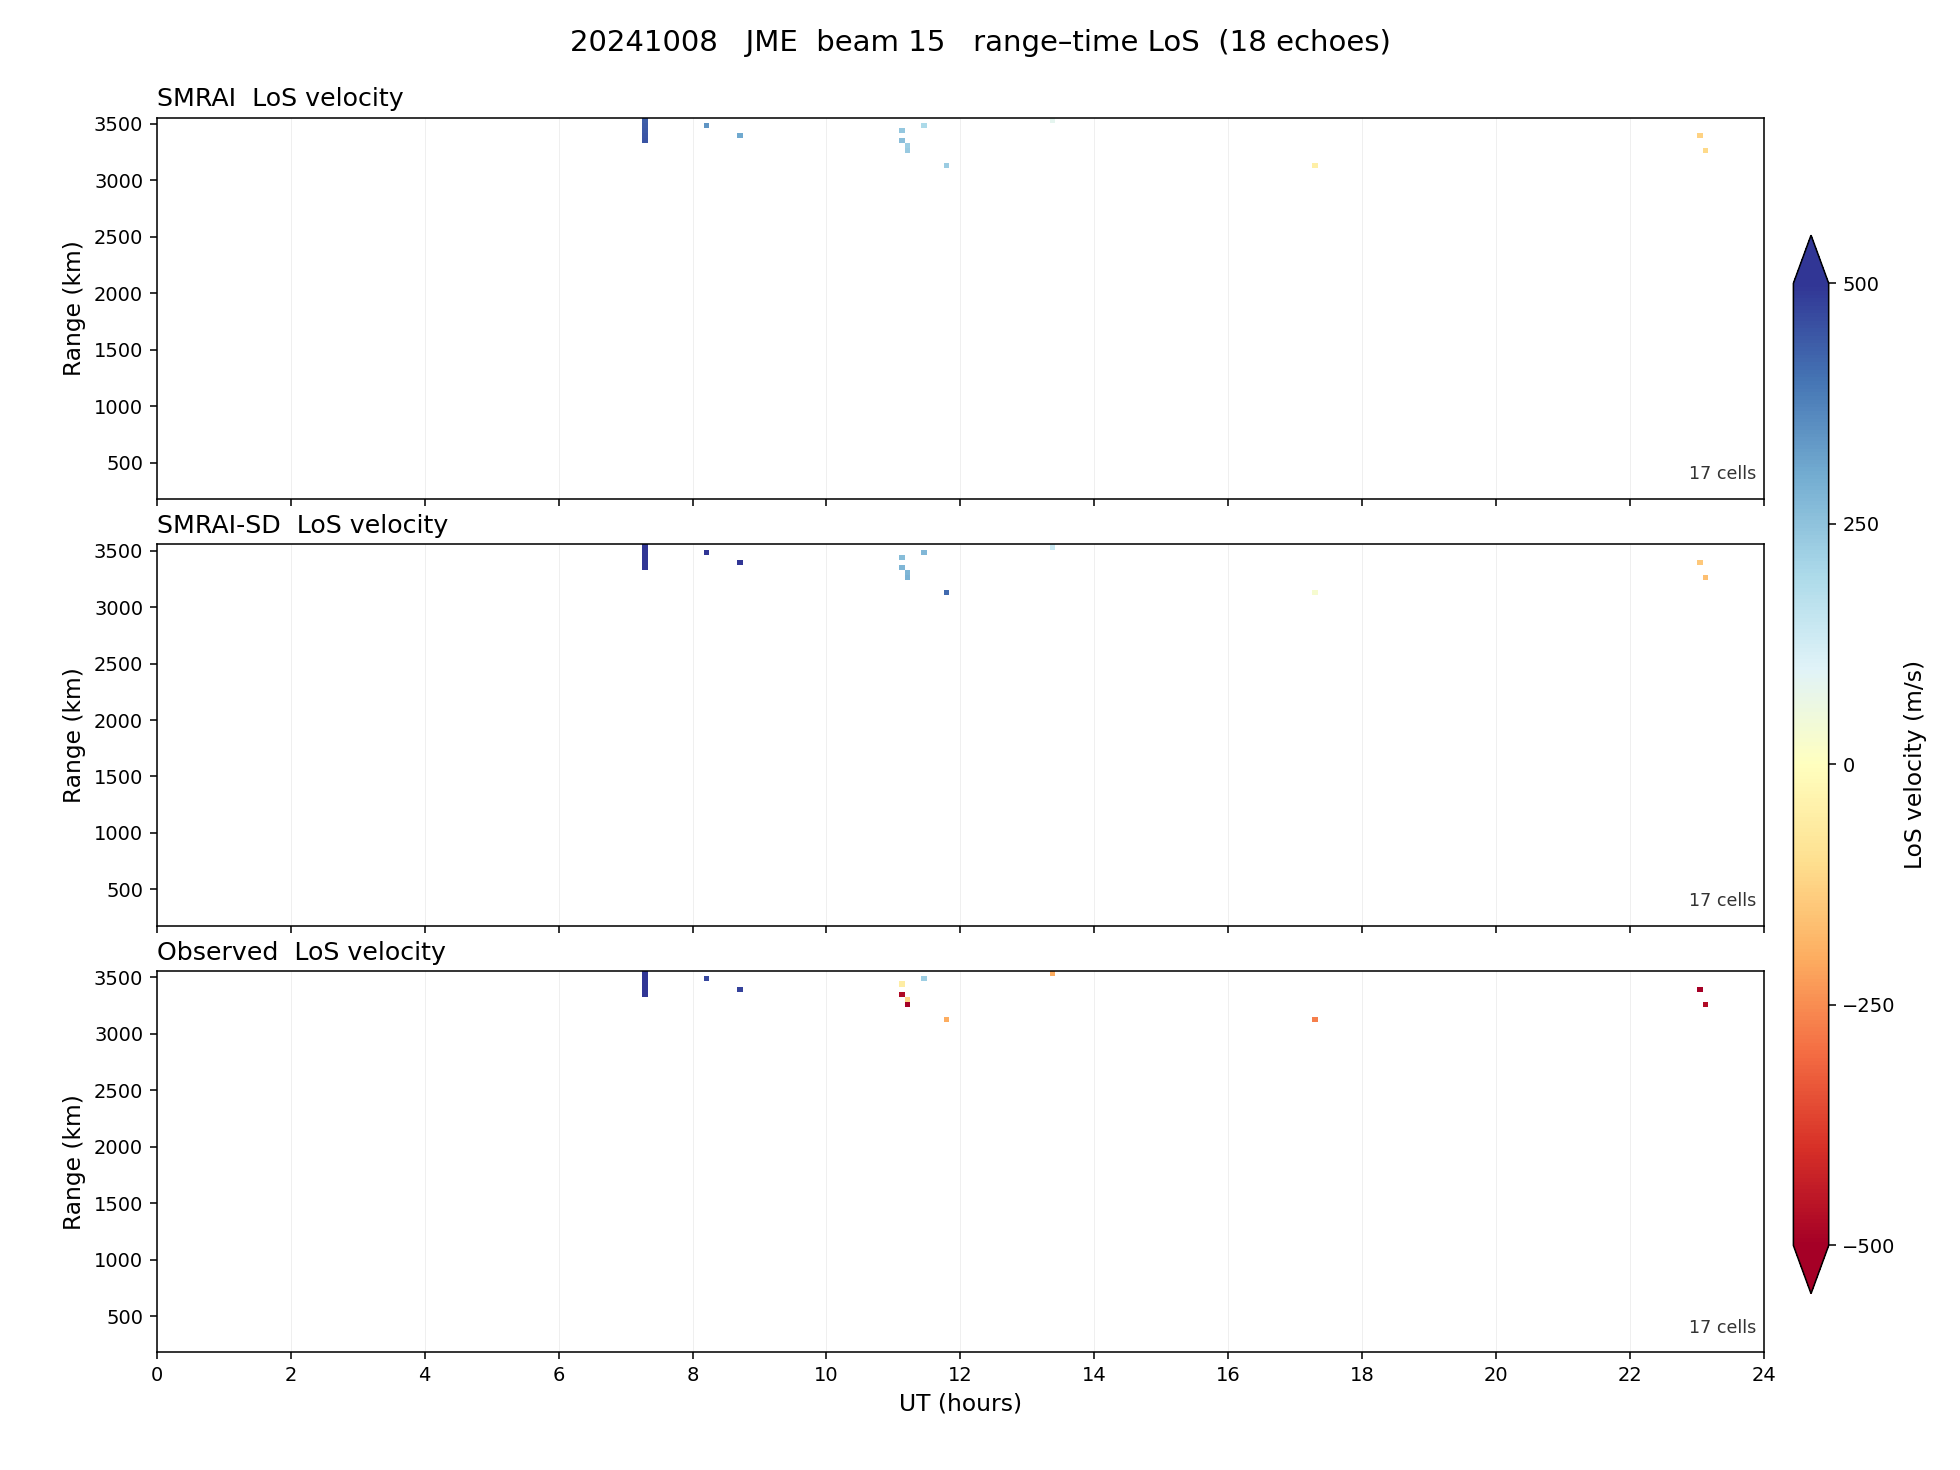 20241008   JME  beam 15   range–time LoS  (18 echoes)
SMRAI  LoS velocity
3500
3000
2500
2000
1500
1000
500
Range (km)
17 cells
SMRAI-SD  LoS velocity
3500
3000
2500
2000
1500
1000
500
Range (km)
17 cells
Observed  LoS velocity
3500
3000
2500
2000
1500
1000
500
Range (km)
17 cells
0 2 4 6 8 10 12 14 16 18 20 22 24
UT (hours)
500
250
0
−250
−500
LoS velocity (m/s)